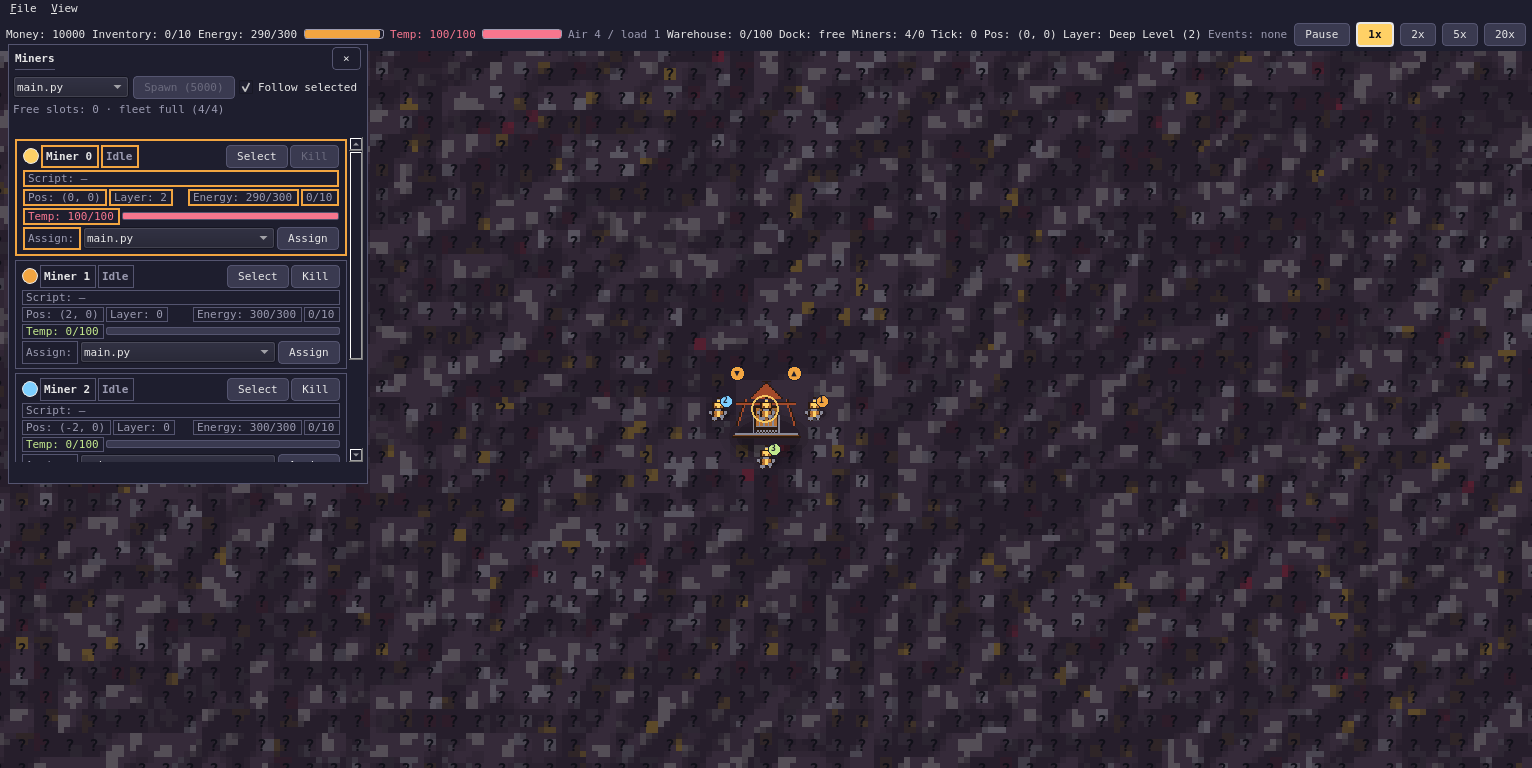 File View
Money: 10000 Inventory: 0/10 Energy: 290/300 Temp: 100/100 Air 4 / load 1 Warehouse: 0/100 Dock: free Miners: 4/0 Tick: 0 Pos: (0, 0) Layer: Deep Level (2) Events: none Pause 1x 2x 5x 20x
Miners ×
main.py Spawn (5000) ✓ Follow selected
Free slots: 0 · fleet full (4/4)
Miner 0 Idle Select Kill
Script: —
Pos: (0, 0) Layer: 2 Energy: 290/300 0/10
Temp: 100/100
Assign: main.py Assign
Miner 1 Idle Select Kill
Script: —
Pos: (2, 0) Layer: 0 Energy: 300/300 0/10
Temp: 0/100
Assign: main.py Assign
Miner 2 Idle Select Kill
Script: —
Pos: (-2, 0) Layer: 0 Energy: 300/300 0/10
Temp: 0/100